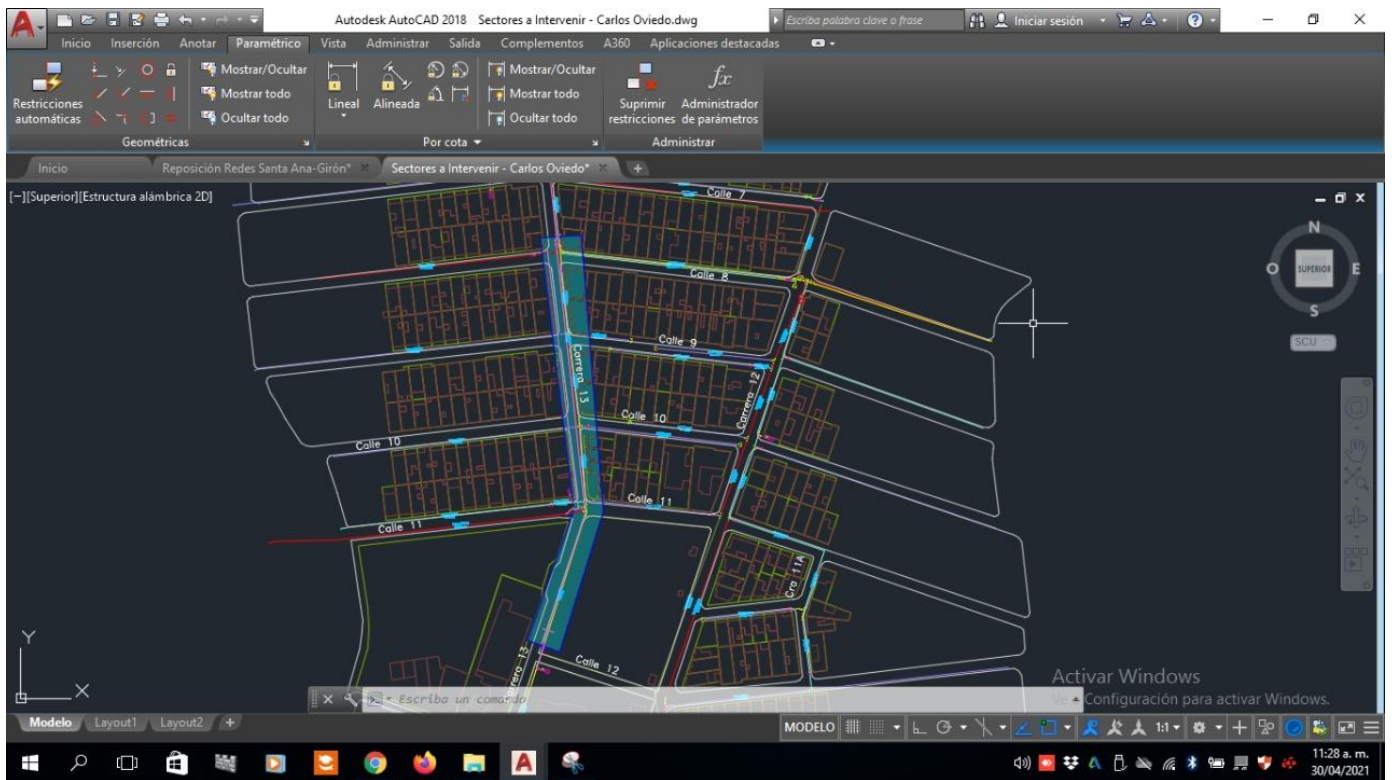 Autodesk AutoCAD 2018 Sectores a Intervenir - Carlos Oviedo.dwg
Escriba palabra clave o frase
Iniciar sesión
Inicio Inserción Anotar Paramétrico Vista Administrar Salida Complementos A360 Aplicaciones destacadas
Restricciones automáticas
Mostrar/Ocultar
Mostrar todo
Ocultar todo
Geométricas
Lineal
Alineada
Mostrar/Ocultar
Mostrar todo
Ocultar todo
Por cota
Suprimir restricciones
fx
Administrador de parámetros
Administrar
Inicio
Reposición Redes Santa Ana-Girón*
Sectores a Intervenir - Carlos Oviedo*
[−][Superior][Estructura alámbrica 2D]
N
O SUPERIOR E
S
SCU
Calle 7
Calle 8
Calle 9
Carrera 13
Carrera 12
Calle 10
Calle 10
Calle 11
Calle 11
Cra 11A
Calle 12
Carrera 13
Y
X
Escriba un comando
Activar Windows
Configuración para activar Windows.
Modelo Layout1 Layout2 +
MODELO
1:1
11:28 a. m.
30/04/2021